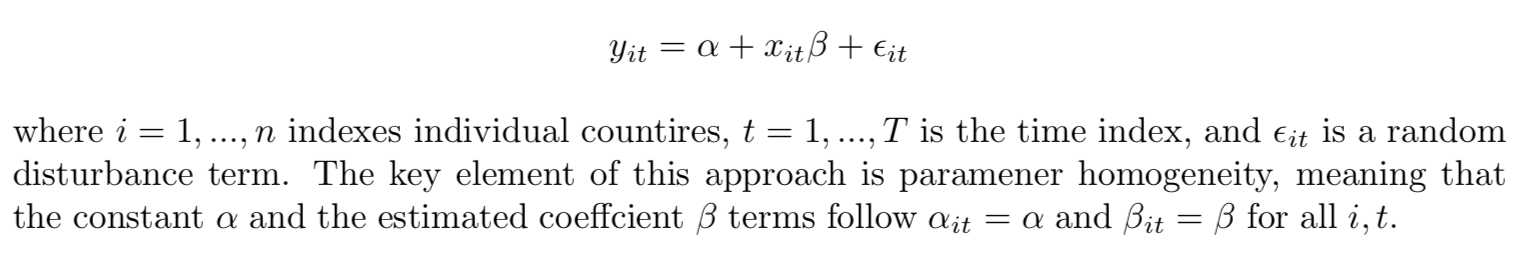 y_{it} = α + x_{it}β + ϵ_{it}
where i = 1, ..., n indexes individual countires, t = 1, ..., T is the time index, and ϵ_{it} is a random
disturbance term. The key element of this approach is paramener homogeneity, meaning that
the constant α and the estimated coeffcient β terms follow α_{it} = α and β_{it} = β for all i, t.